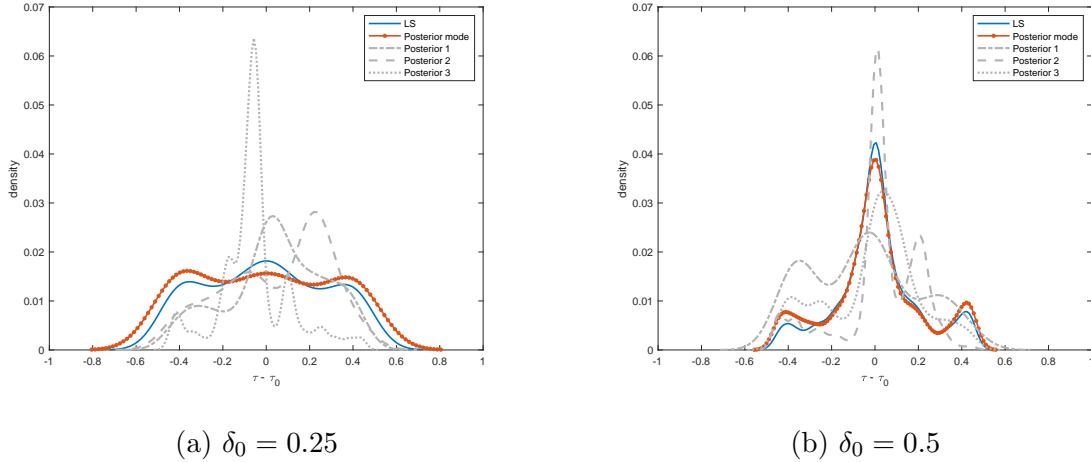 0.07
0.06
0.05
0.04
0.03
0.02
0.01
0
density
-1 -0.8 -0.6 -0.4 -0.2 0 0.2 0.4 0.6 0.8 1
τ - τ0
LS
Posterior mode
Posterior 1
Posterior 2
Posterior 3
(a) δ0 = 0.25
0.07
0.06
0.05
0.04
0.03
0.02
0.01
0
density
-1 -0.8 -0.6 -0.4 -0.2 0 0.2 0.4 0.6 0.8 1
τ - τ0
LS
Posterior mode
Posterior 1
Posterior 2
Posterior 3
(b) δ0 = 0.5